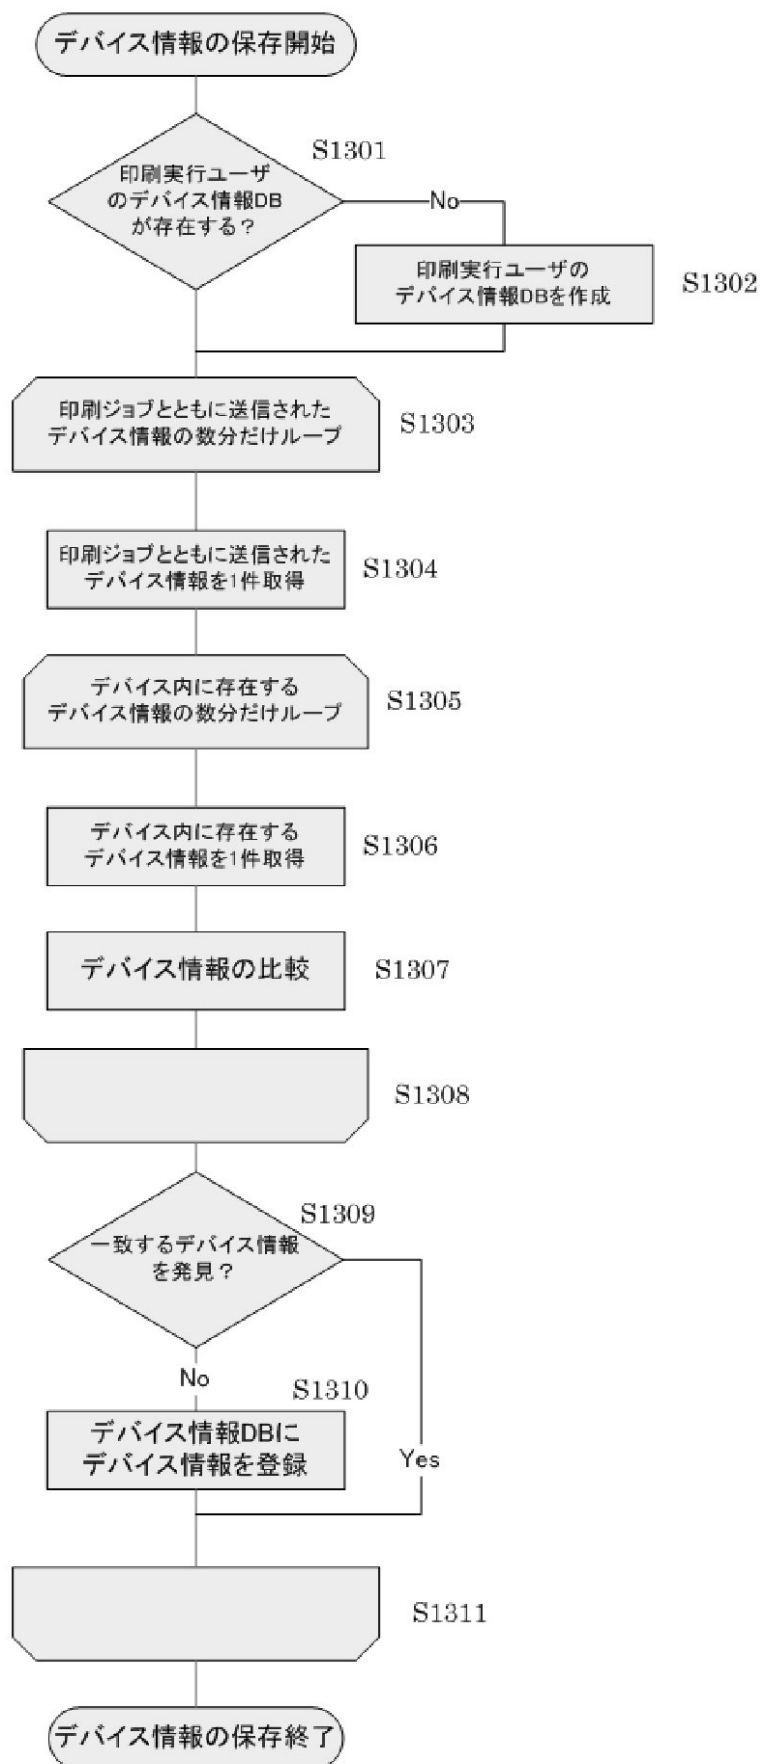 デバイス情報の保存開始
S1301
印刷実行ユーザ
のデバイス情報DB
が存在する?
No
印刷実行ユーザの
デバイス情報DBを作成
S1302
印刷ジョブとともに送信された
デバイス情報の数分だけループ
S1303
印刷ジョブとともに送信された
デバイス情報を1件取得
S1304
デバイス内に存在する
デバイス情報の数分だけループ
S1305
デバイス内に存在する
デバイス情報を1件取得
S1306
デバイス情報の比較
S1307
S1308
S1309
一致するデバイス情報
を発見?
No
S1310
デバイス情報DBに
デバイス情報を登録
Yes
S1311
デバイス情報の保存終了